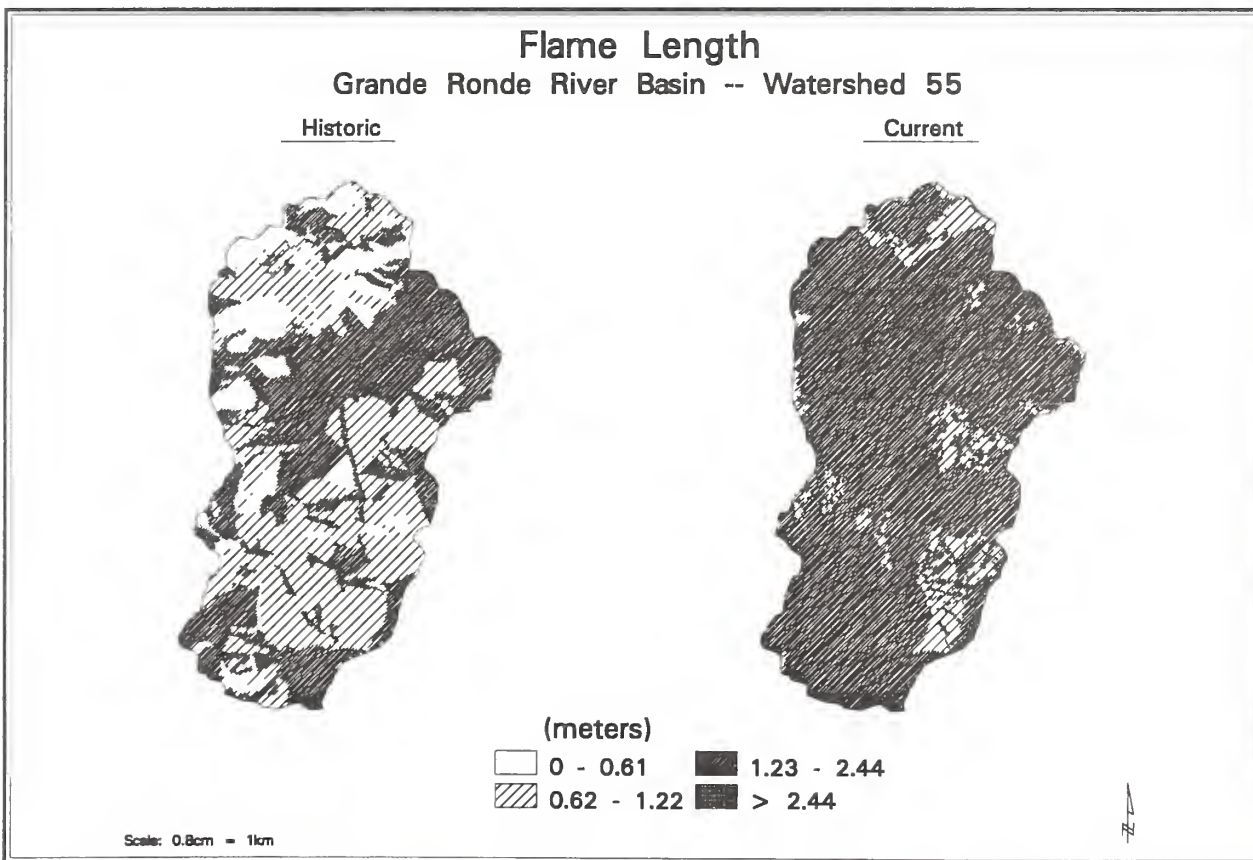 Flame Length
Grande Ronde River Basin -- Watershed 55
Historic
Current
(meters)
0 - 0.61
1.23 - 2.44
0.62 - 1.22
> 2.44
Scale: 0.8cm = 1km
N